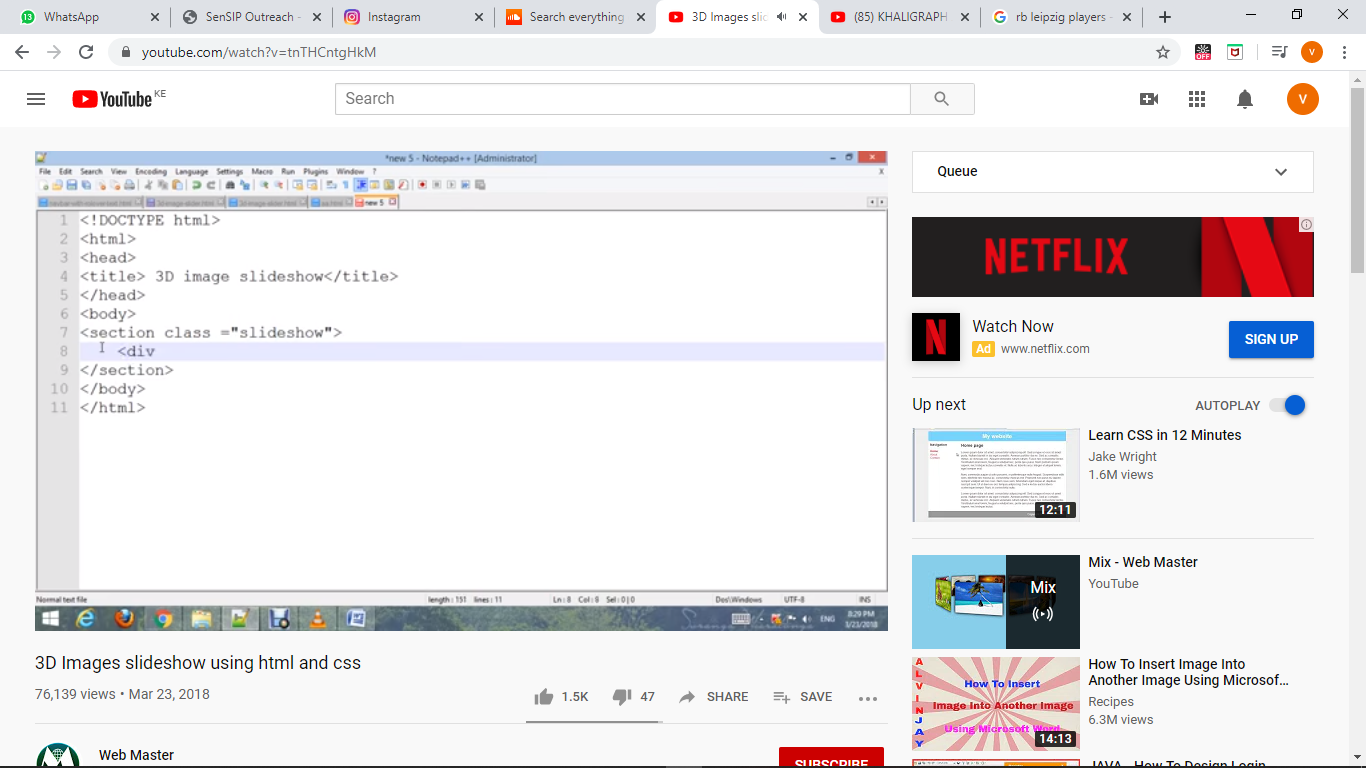 WhatsApp
SenSIP Outreach -
Instagram
Search everything
3D Images slid
(85) KHALIGRAPH
rb leipzig players -
youtube.com/watch?v=tnTHCntgHkM
OFF
V
YouTube KE
Search
V
*new 5 - Notepad++ [Administrator]
File Edit Search View Encoding Language Settings Macro Run Plugins Window ?
X
new 5
1 <!DOCTYPE html>
2 <html>
3 <head>
4 <title> 3D image slideshow</title>
5 </head>
6 <body>
7 <section class ="slideshow">
8 <div
9 </section>
10 </body>
11 </html>
Normal text file
length : 151 lines : 11
Ln : 8 Col : 9 Sel : 0 | 0
Dos\Windows
UTF-8
INS
ENG
8:29 PM
3/23/2018
3D Images slideshow using html and css
76,139 views • Mar 23, 2018
1.5K
47
SHARE
SAVE
Web Master
SUBSCRIBE
Queue
NETFLIX
N
Watch Now
Ad www.netflix.com
SIGN UP
Up next
AUTOPLAY
My website
Home page
12:11
Learn CSS in 12 Minutes
Jake Wright
1.6M views
Mix
Mix - Web Master
YouTube
ALVINJAY
How To Insert
Image Into Another Image
Using Microsoft Word
14:13
How To Insert Image Into
Another Image Using Microsof...
Recipes
6.3M views
JAVA - How To Design Login